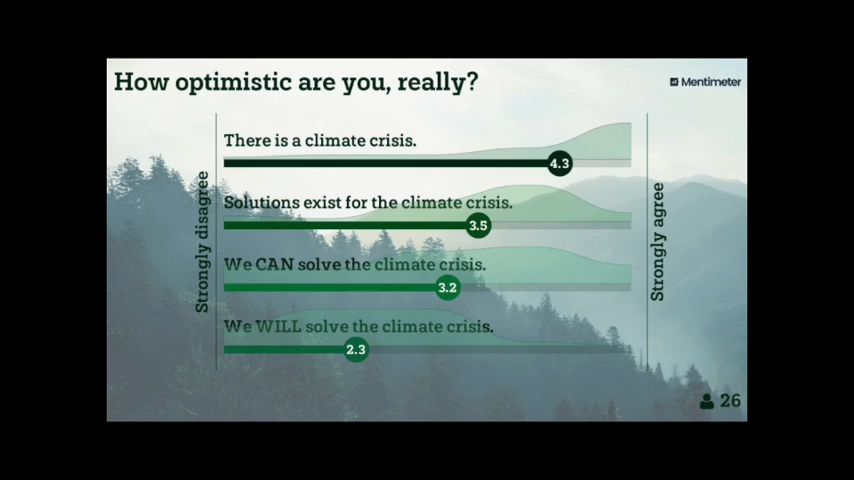 How optimistic are you, really?
Mentimeter
There is a climate crisis.
4.3
Solutions exist for the climate crisis.
3.5
We CAN solve the climate crisis.
3.2
We WILL solve the climate crisis.
2.3
Strongly disagree
Strongly agree
26